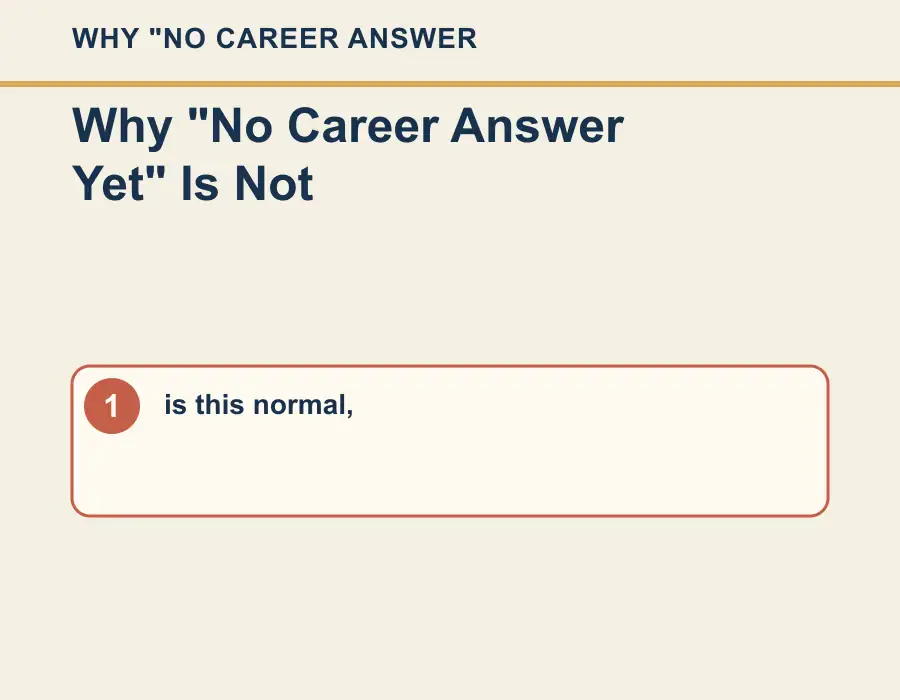 WHY "NO CAREER ANSWER
Why "No Career Answer
Yet" Is Not
1 is this normal,